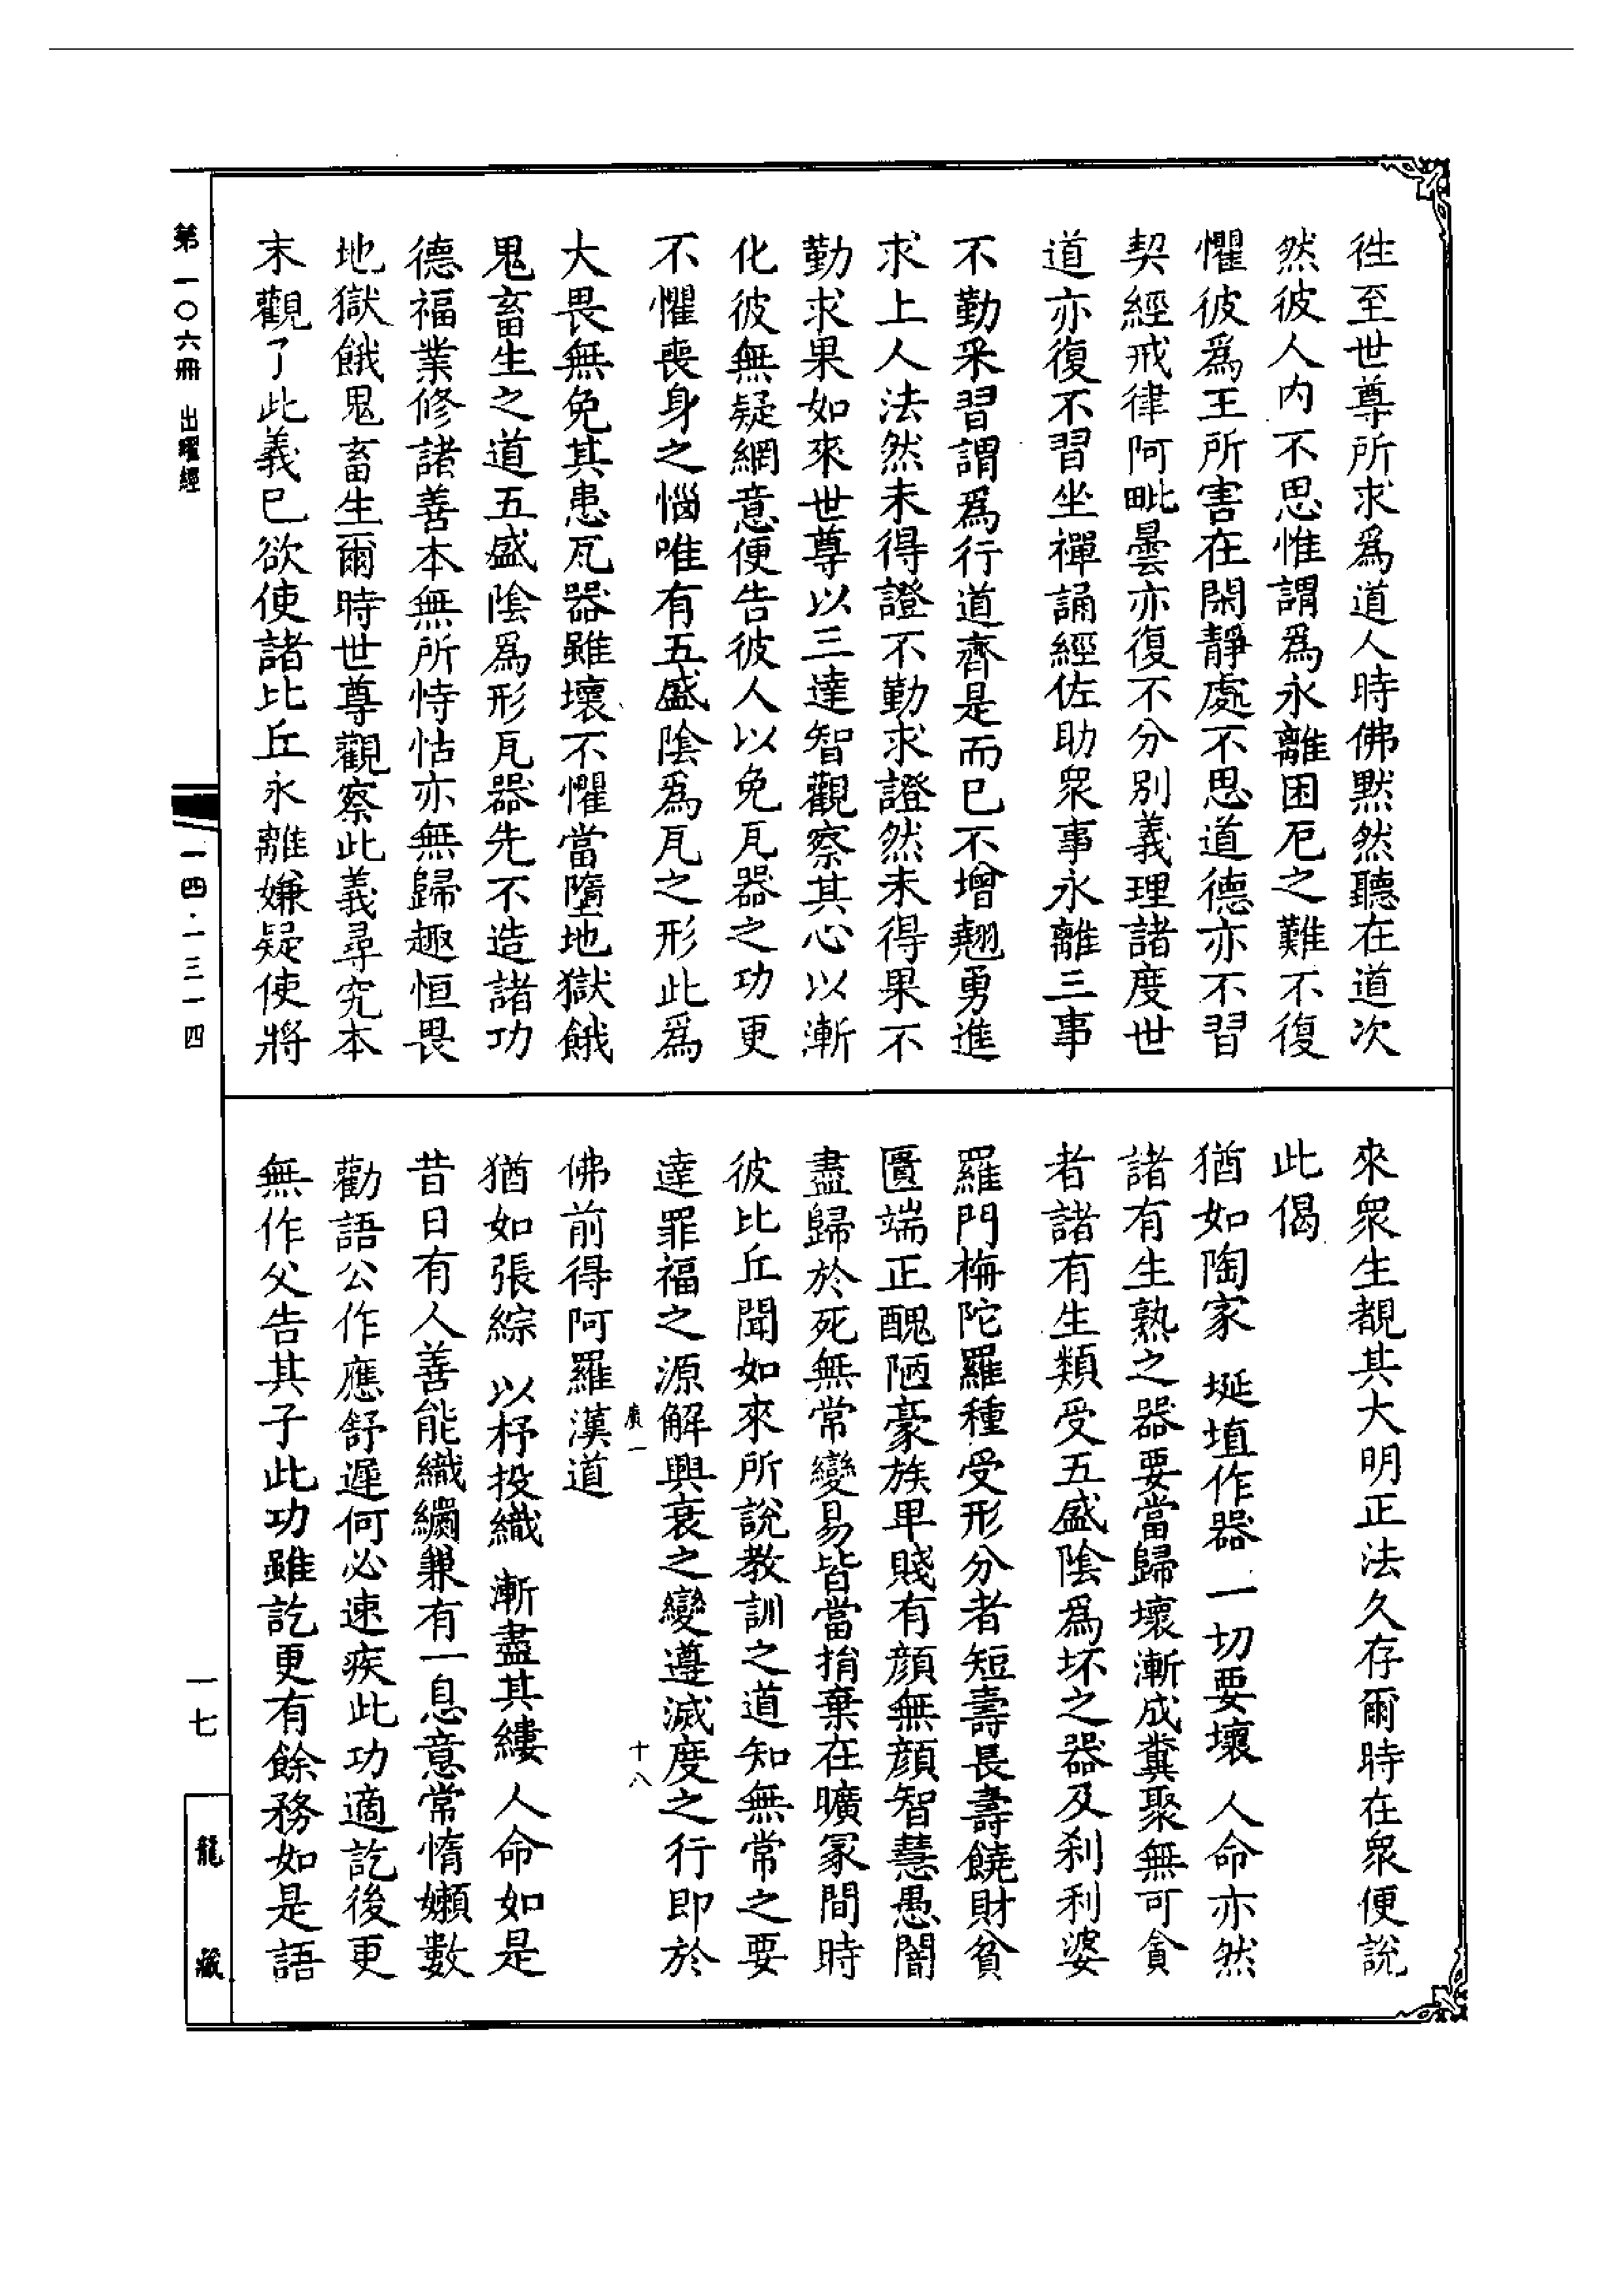 徃至世尊所求爲道人時佛黙然聽在道次
然彼人内不思惟謂爲永離困厄之難不復
懼彼爲王所害在閑靜處不思道德亦不習
契經戒律阿毗曇亦復不分別義理諸度世
道亦復不習坐禪誦經佐助衆事永離三事
不勤釆習謂爲行道齊是而已不增翹勇進
求上人法然未得證不勤求證然未得果不
勤求果如來世尊以三達智觀察其心以漸
化彼無疑網意便告彼人以免瓦器之功更
不懼喪身之惱唯有五盛隂爲瓦之形此爲
大畏無免其患瓦器雖壞不懼當墮地獄餓
鬼畜生之道五盛隂爲形瓦器先不造諸功
德福業修諸善本無所恃怙亦無歸趣恒畏
地獄餓鬼畜生爾時世尊觀察此義尋究本
末觀了此義已欲使諸比丘永離嫌疑使將
來衆生覩其大明正法久存爾時在衆便說
此偈
猶如陶家 埏埴作器 一切要壞 人命亦然
諸有生熟之器要當歸壞漸成糞聚無可貪
者諸有生類受五盛隂爲坏之器及刹利婆
羅門栴陀羅種受形分者短壽長壽饒財貧
匱端正醜陋豪族卑賤有顔無顔智慧愚闇
盡歸於死無常變易皆當捐棄在曠冢間時
彼比丘聞如來所說教訓之道知無常之要
達罪福之源解興衰之變遵滅度之行即於
廣一 十八
佛前得阿羅漢道
猶如張綜 以杼投織 漸盡其縷 人命如是
昔日有人善能織纊兼有一息意常惰嬾數
勸語公作應舒遲何必速疾此功適訖後更
無作父告其子此功雖訖更有餘務如是語
第一〇六冊 出曜經
一四·一三一四
一七
龍藏